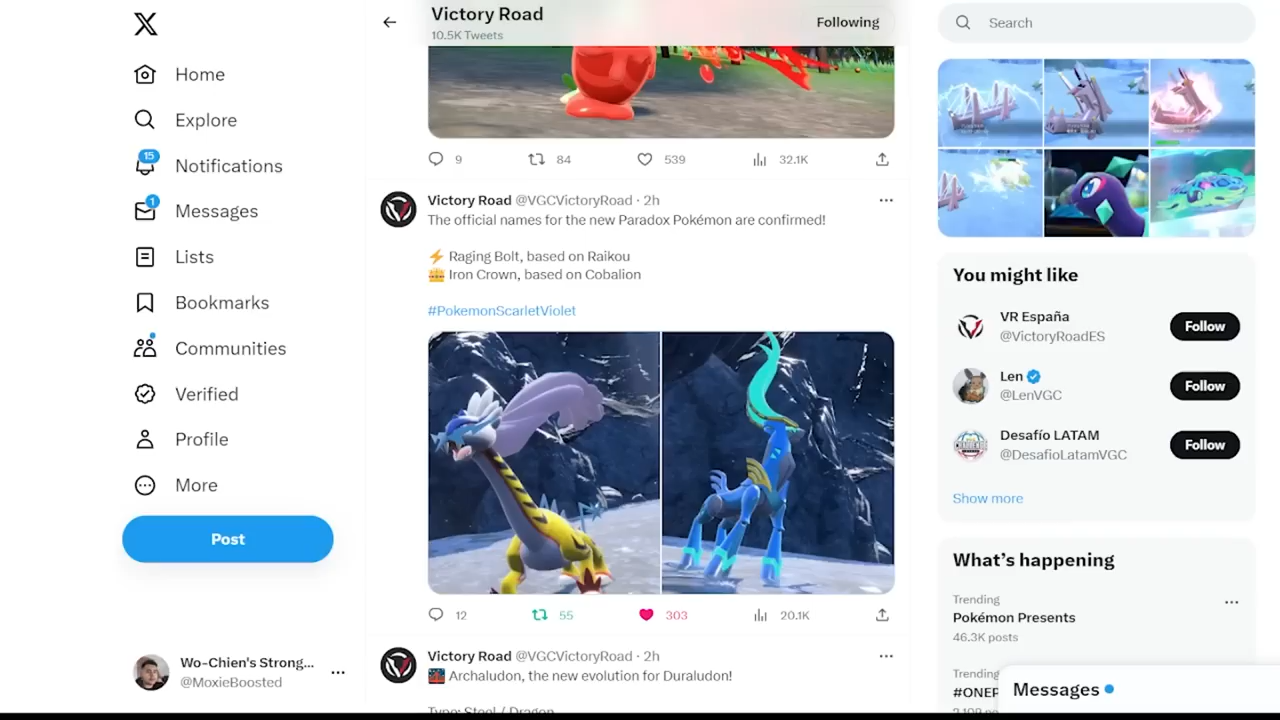 X
Home
Explore
15
Notifications
1
Messages
Lists
Bookmarks
Communities
Verified
Profile
More
Post
Wo-Chien's Strong...
@MoxieBoosted
Victory Road
10.5K Tweets
Following
9
84
539
32.1K
Victory Road @VGCVictoryRoad · 2h
The official names for the new Paradox Pokémon are confirmed!
⚡ Raging Bolt, based on Raikou
👑 Iron Crown, based on Cobalion
#PokemonScarletViolet
12
55
303
20.1K
Victory Road @VGCVictoryRoad · 2h
Archaludon, the new evolution for Duraludon!
Type: Steel / Dragon
Search
You might like
VR España
@VictoryRoadES
Follow
Len
@LenVGC
Follow
Desafío LATAM
@DesafioLatamVGC
Follow
Show more
What's happening
Trending
Pokémon Presents
46.3K posts
Trending
#ONEP
Messages